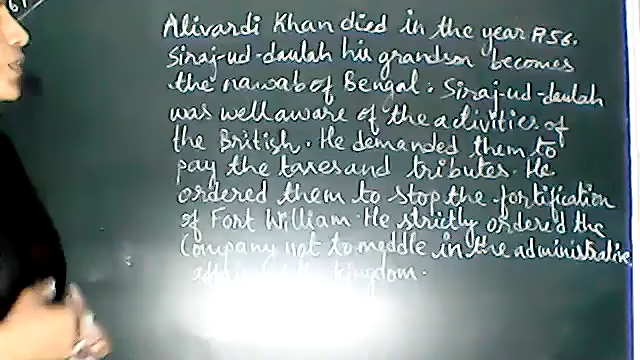 61
Alivardi Khan died in the year 1756.
Siraj-ud-daulah his grandson becomes
the nawab of Bengal. Siraj-ud-daulah
was well aware of the activities of
the British. He demanded them to
pay the taxes and tributes. He
ordered them to stop the fortification
of Fort William. He strictly ordered the
Company not to meddle in the administrative
kingdom.